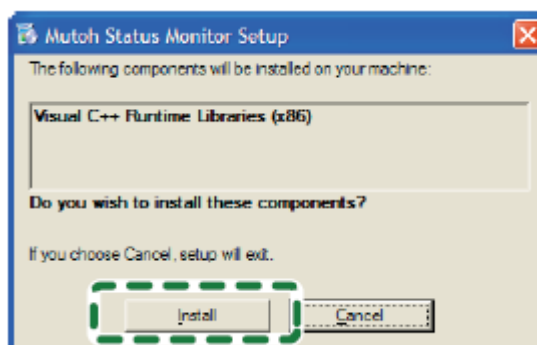 Mutoh Status Monitor Setup
The following components will be installed on your machine:
Visual C++ Runtime Libraries (x86)
Do you wish to install these components?
If you choose Cancel, setup will exit.
Install Cancel